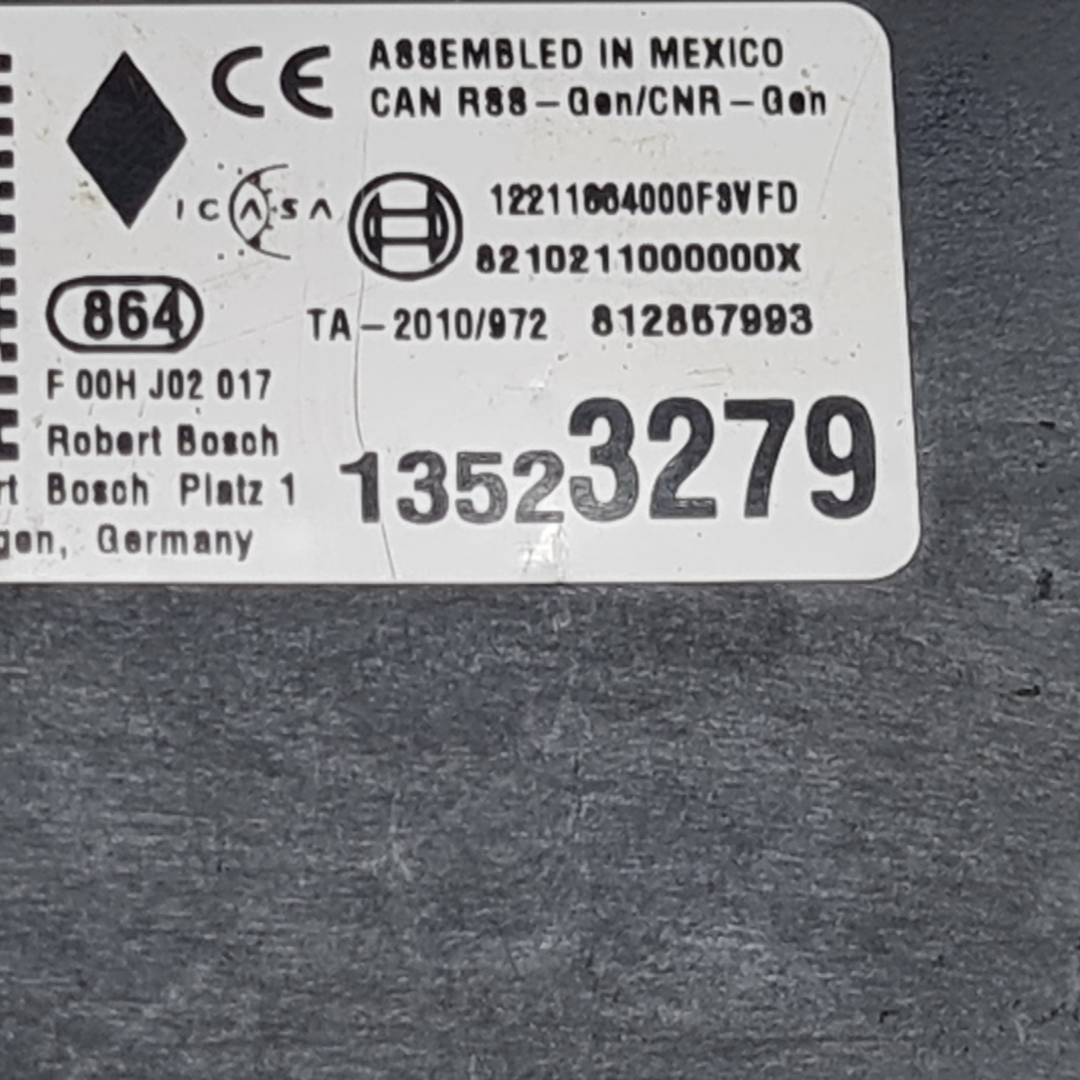 CE
ASSEMBLED IN MEXICO
CAN RSS-Gen/CNR-Gen
ICASA
8210211000000X
864
TA-2010/972 812857993
F 00H J02 017
Robert Bosch
Bosch Platz 1
Germany
13523279